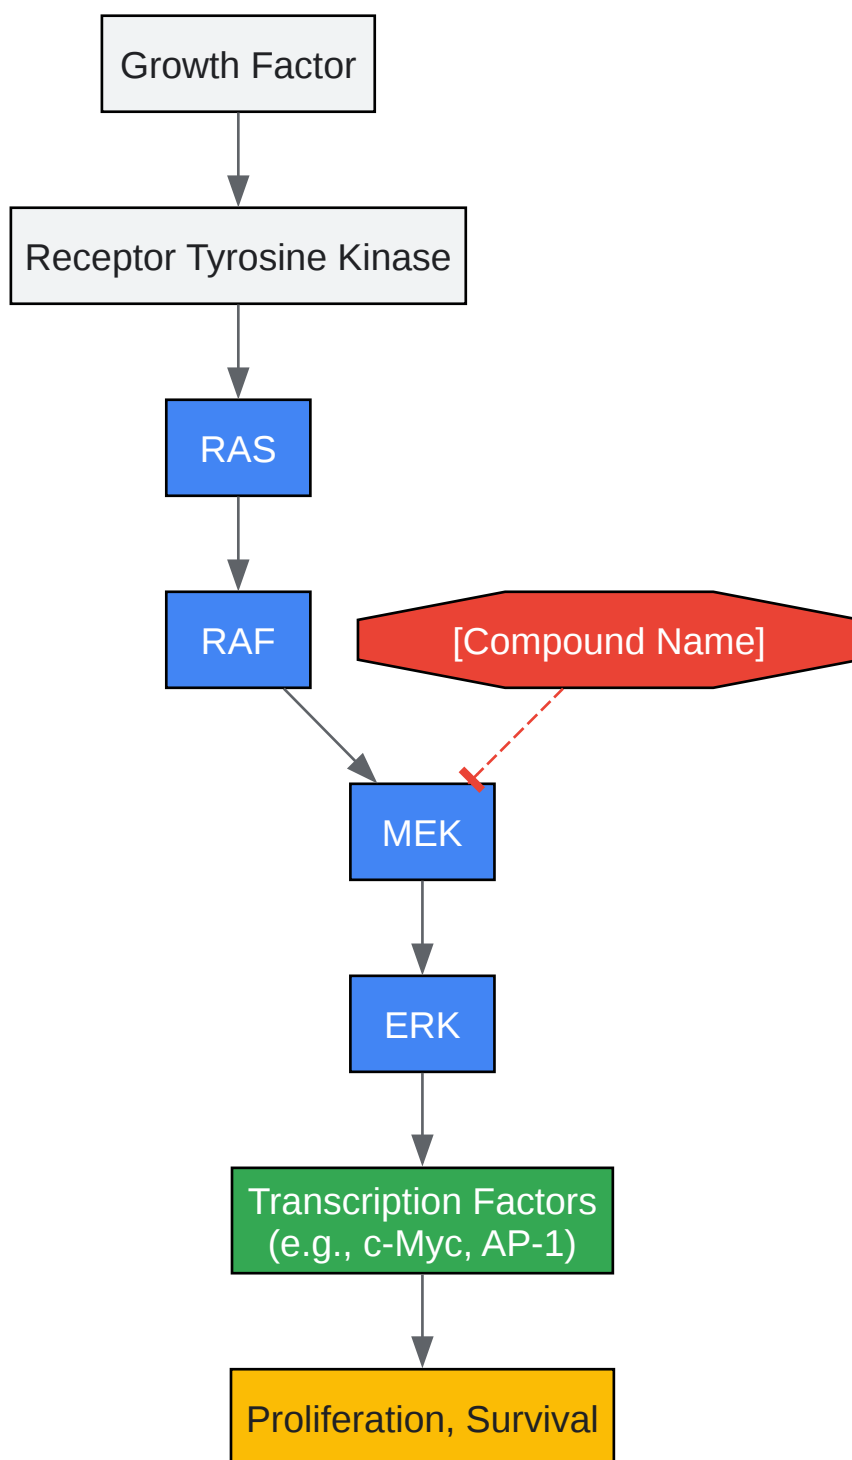 Growth Factor
Receptor Tyrosine Kinase
RAS
RAF
[Compound Name]
MEK
ERK
Transcription Factors
(e.g., c-Myc, AP-1)
Proliferation, Survival